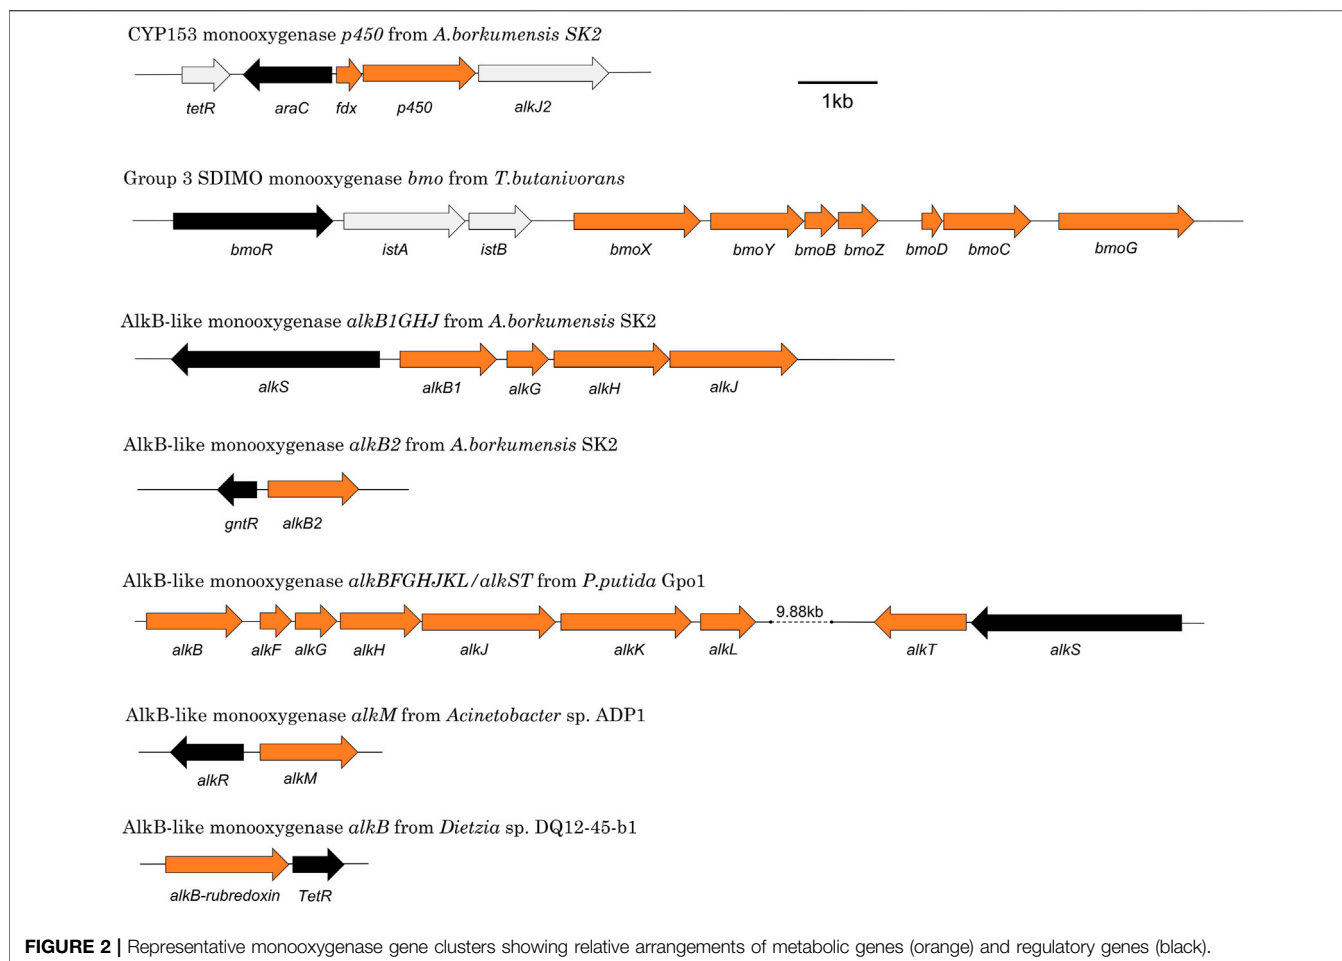 CYP153 monooxygenase p450 from A.borkumensis SK2
tetR araC fdx p450 alkJ2
1kb
Group 3 SDIMO monooxygenase bmo from T.butanivorans
bmoR istA istB bmoX bmoY bmoB bmoZ bmoD bmoC bmoG
AlkB-like monooxygenase alkB1GHJ from A.borkumensis SK2
alkS alkB1 alkG alkH alkJ
AlkB-like monooxygenase alkB2 from A.borkumensis SK2
gntR alkB2
AlkB-like monooxygenase alkBFGHJKL/alkST from P.putida Gpo1
9.88kb
alkB alkF alkG alkH alkJ alkK alkL alkT alkS
AlkB-like monooxygenase alkM from Acinetobacter sp. ADP1
alkR alkM
AlkB-like monooxygenase alkB from Dietzia sp. DQ12-45-b1
alkB-rubredoxin TetR
FIGURE 2 | Representative monooxygenase gene clusters showing relative arrangements of metabolic genes (orange) and regulatory genes (black).